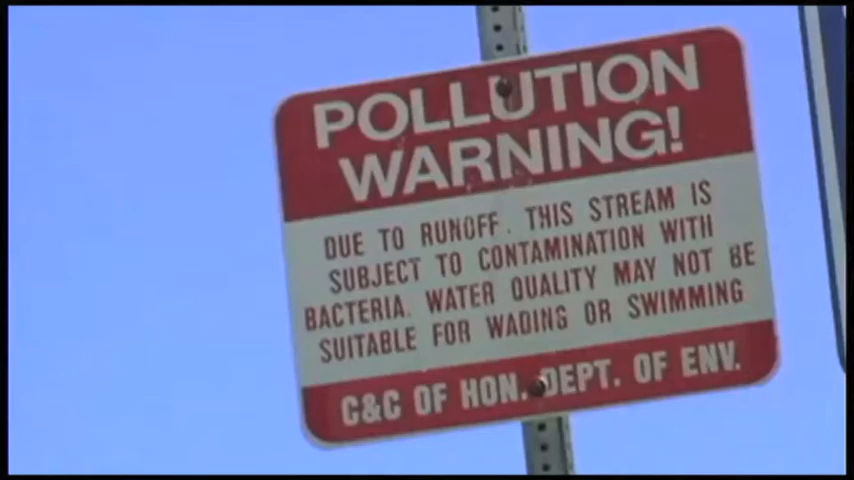 POLLUTION
WARNING!
DUE TO RUNOFF. THIS STREAM IS
SUBJECT TO CONTAMINATION WITH
BACTERIA. WATER QUALITY MAY NOT BE
SUITABLE FOR WADING OR SWIMMING
C&C OF HON. DEPT. OF ENV.